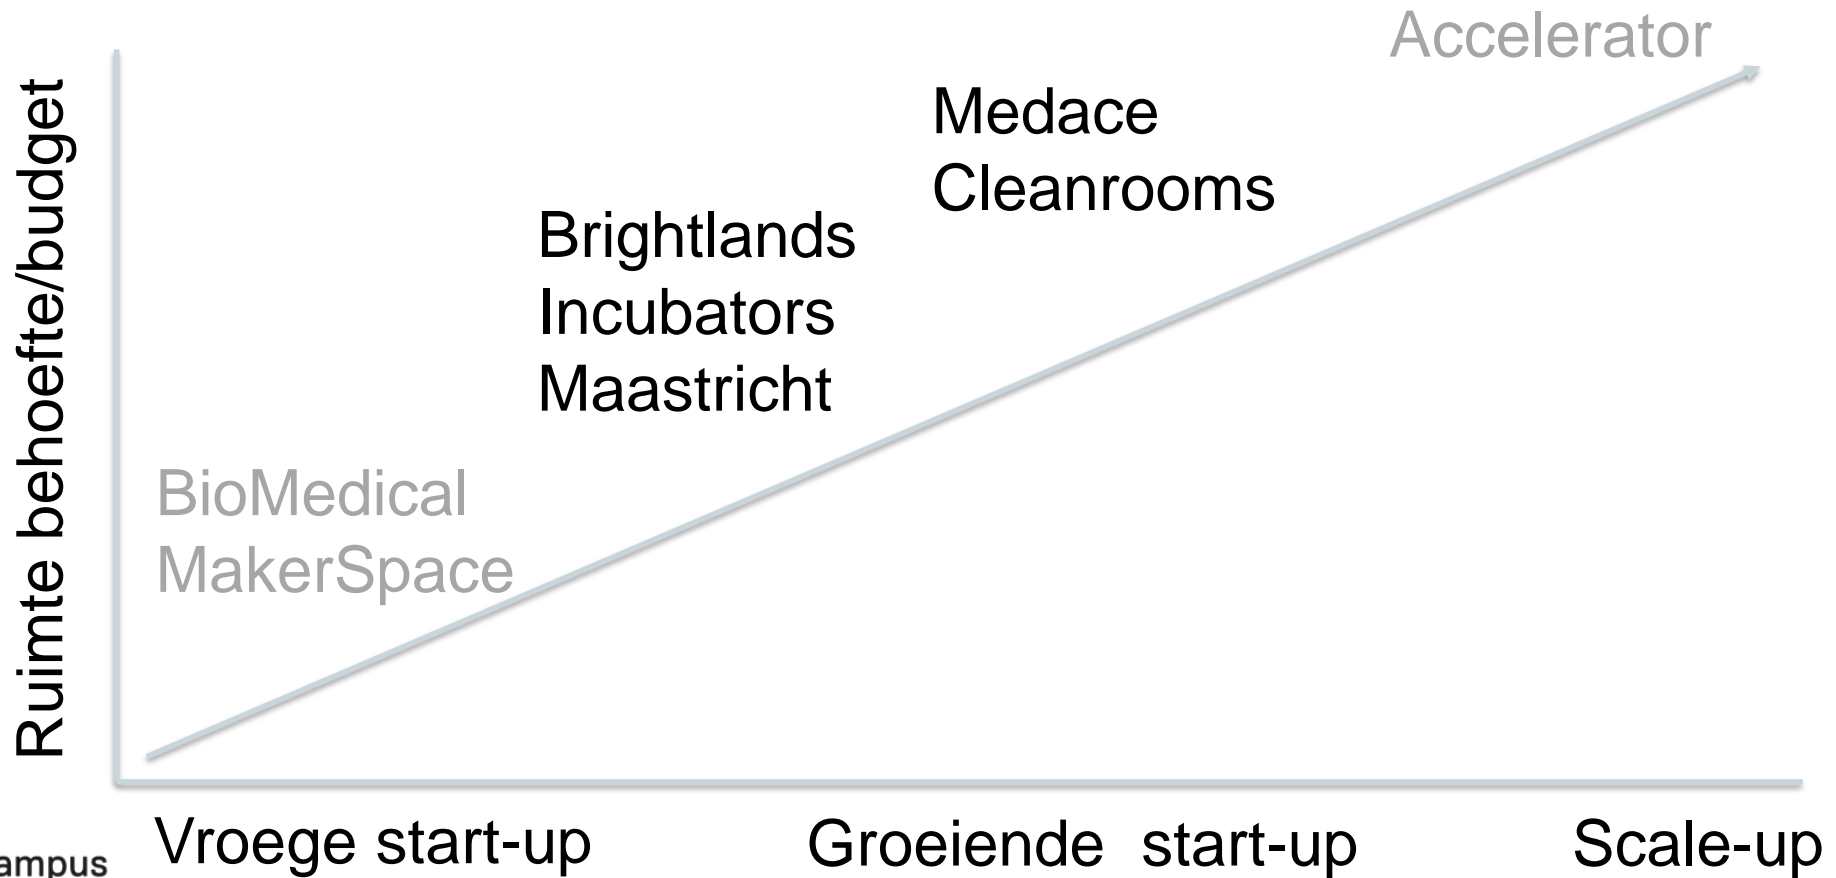 Accelerator
Medace
Cleanrooms
Brightlands
Incubators
Maastricht
BioMedical
MakerSpace
Ruimte behoefte/budget
Vroege start-up
Groeiende start-up
Scale-up
ampus